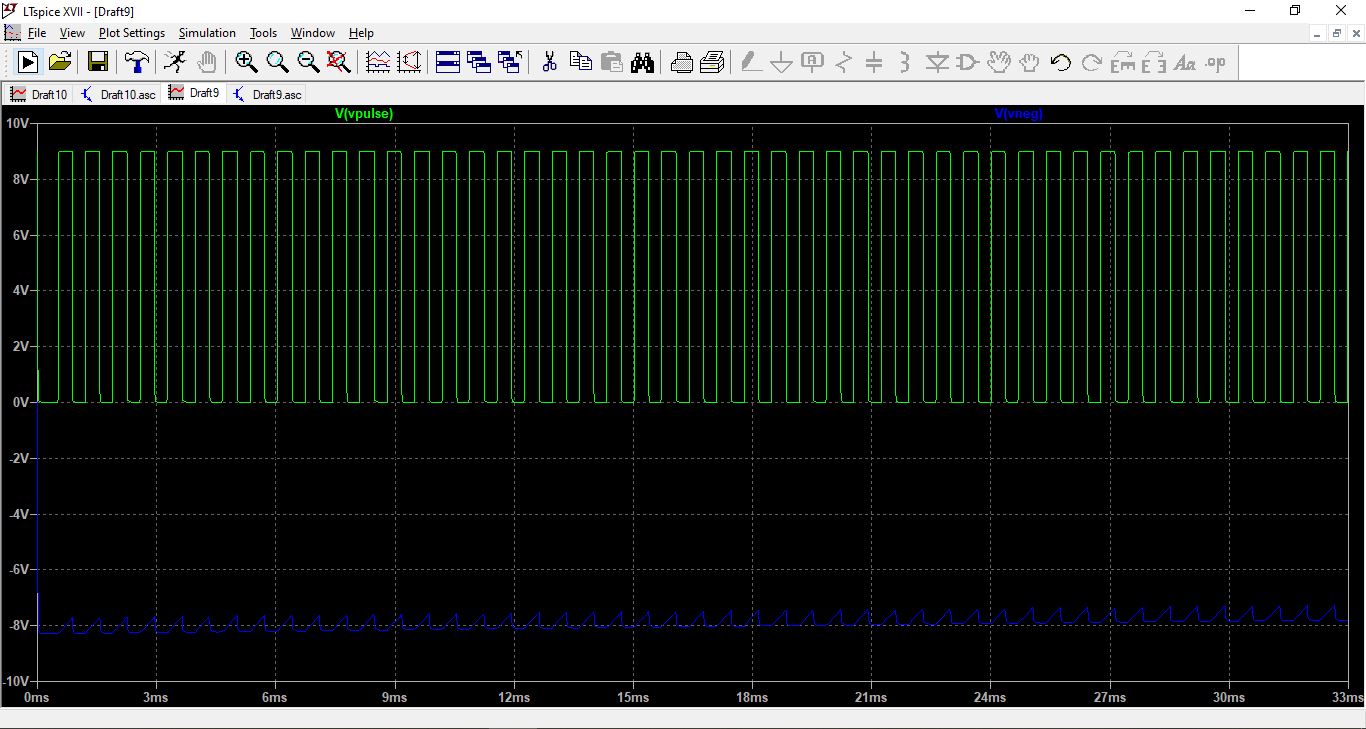 LTspice XVII - [Draft9]
File View Plot Settings Simulation Tools Window Help
Draft10 Draft10.asc Draft9 Draft9.asc
V(vpulse) V(vneg)
10V
8V
6V
4V
2V
0V
-2V
-4V
-6V
-8V
-10V
0ms 3ms 6ms 9ms 12ms 15ms 18ms 21ms 24ms 27ms 30ms 33ms